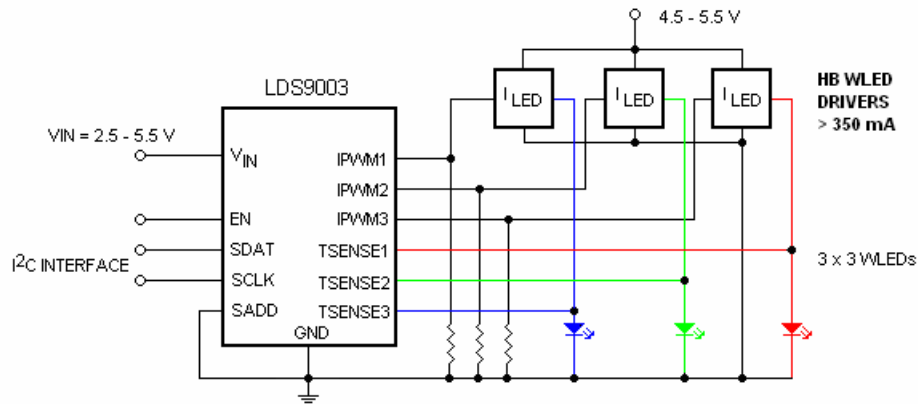 4.5 - 5.5 V
LDS9003
HB WLED
DRIVERS
> 350 mA
I LED
I LED
I LED
VIN = 2.5 - 5.5 V
VIN
IPWM1
IPWM2
EN
IPWM3
SDAT
TSENSE1
I2C INTERFACE
3 x 3 WLEDs
SCLK
TSENSE2
SADD
TSENSE3
GND